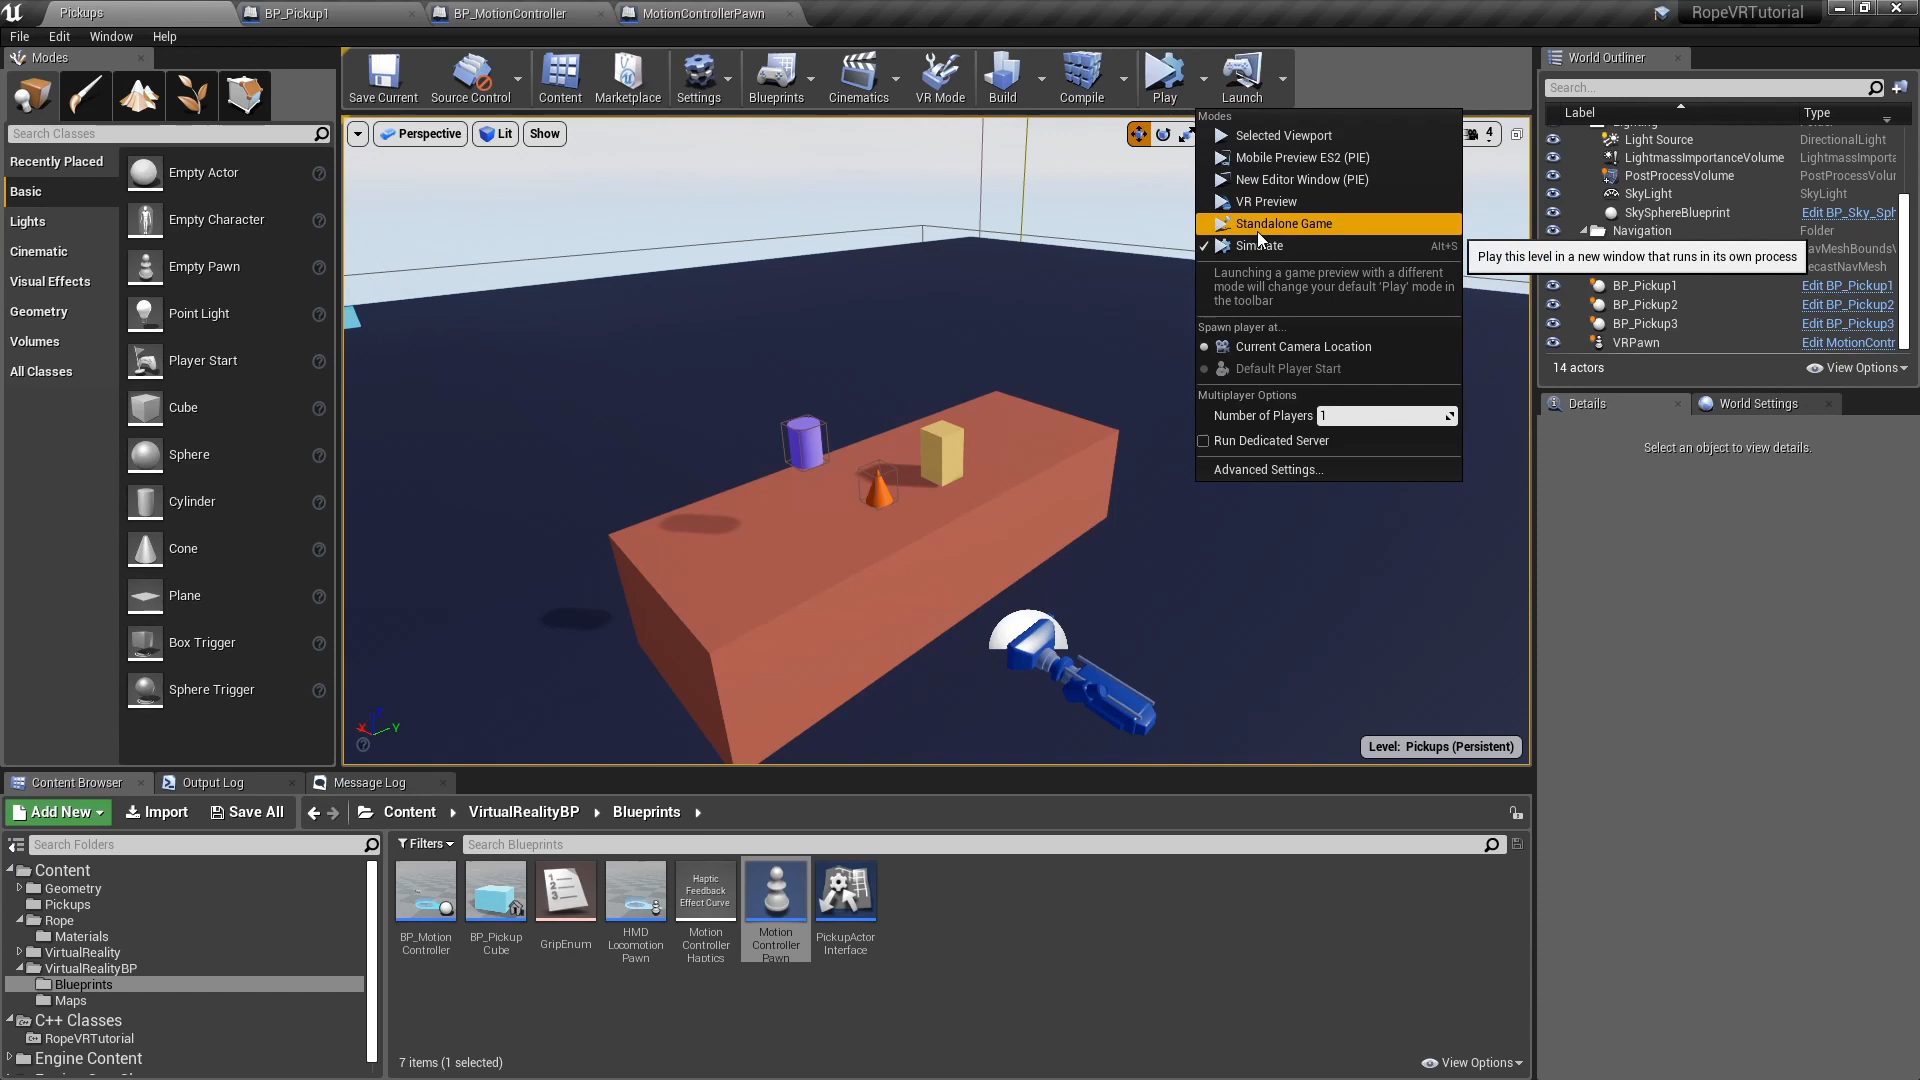 Pickups
BP_Pickup1
BP_MotionController
MotionControllerPawn
RopeVRTutorial
File Edit Window Help
Modes
Save Current
Source Control
Content
Marketplace
Settings
Blueprints
Cinematics
VR Mode
Build
Compile
Play
Launch
Search Classes
Recently Placed
Basic
Lights
Cinematic
Visual Effects
Geometry
Volumes
All Classes
Empty Actor
Empty Character
Empty Pawn
Point Light
Player Start
Cube
Sphere
Cylinder
Cone
Plane
Box Trigger
Sphere Trigger
Perspective
Lit
Show
4
X
Y
Level: Pickups (Persistent)
Modes
Selected Viewport
Mobile Preview ES2 (PIE)
New Editor Window (PIE)
VR Preview
Standalone Game
Alt+S
Launching a game preview with a different
mode will change your default 'Play' mode in
the toolbar
Spawn player at...
Current Camera Location
Default Player Start
Multiplayer Options
Number of Players 1
Run Dedicated Server
Advanced Settings...
Play this level in a new window that runs in its own process
World Outliner
Search...
Label Type
Light Source DirectionalLight
LightmassImportanceVolume LightmassImporta
PostProcessVolume PostProcessVolur
SkyLight SkyLight
SkySphereBlueprint Edit BP_Sky_Sph
Navigation Folder
BP_Pickup1 Edit BP_Pickup1
BP_Pickup2 Edit BP_Pickup2
BP_Pickup3 Edit BP_Pickup3
VRPawn Edit MotionContr
14 actors
View Options
Details
World Settings
Select an object to view details.
Content Browser
Output Log
Message Log
Add New
Import
Save All
Content
VirtualRealityBP
Blueprints
Search Folders
Content
Geometry
Pickups
Rope
Materials
VirtualReality
VirtualRealityBP
Blueprints
Maps
C++ Classes
RopeVRTutorial
Engine Content
Filters
Search Blueprints
BP_Motion
Controller
BP_Pickup
Cube
GripEnum
HMD
Locomotion
Pawn
Haptic
Feedback
Effect Curve
Motion
Controller
Haptics
Motion
Controller
Pawn
PickupActor
Interface
7 items (1 selected)
View Options